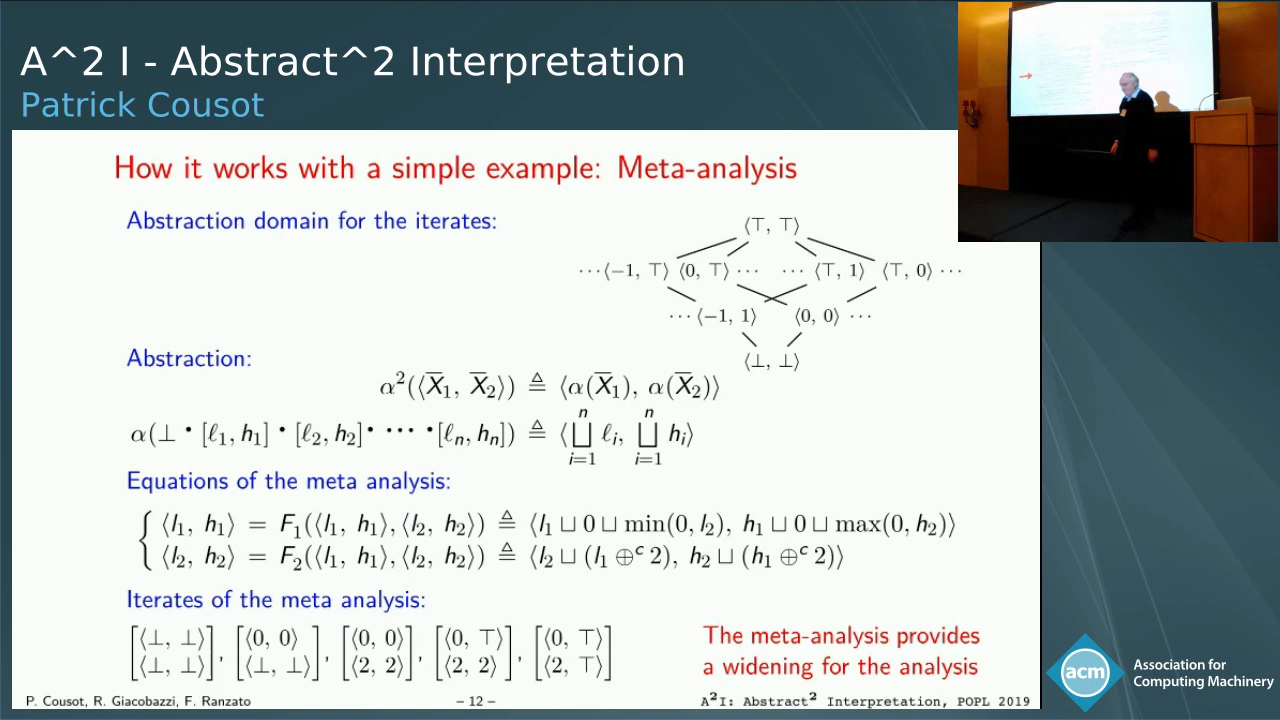 A^2 I - Abstract^2 Interpretation
Patrick Cousot
How it works with a simple example: Meta-analysis
Abstraction domain for the iterates:
⟨⊤, ⊤⟩
⋯⟨−1, ⊤⟩ ⟨0, ⊤⟩ ⋯ ⋯ ⟨⊤, 1⟩ ⟨⊤, 0⟩ ⋯
⋯ ⟨−1, 1⟩ ⟨0, 0⟩ ⋯
⟨⊥, ⊥⟩
Abstraction:
α²(⟨X̅₁, X̅₂⟩) ≜ ⟨α(X̅₁), α(X̅₂)⟩
α(⊥ • [ℓ₁, h₁] • [ℓ₂, h₂] • ⋯ • [ℓₙ, hₙ]) ≜ ⟨⊔ⁿᵢ₌₁ ℓᵢ, ⊔ⁿᵢ₌₁ hᵢ⟩
Equations of the meta analysis:
{ ⟨l₁, h₁⟩ = F₁(⟨l₁, h₁⟩, ⟨l₂, h₂⟩) ≜ ⟨l₁ ⊔ 0 ⊔ min(0, l₂), h₁ ⊔ 0 ⊔ max(0, h₂)⟩
⟨l₂, h₂⟩ = F₂(⟨l₁, h₁⟩, ⟨l₂, h₂⟩) ≜ ⟨l₂ ⊔ (l₁ ⊕ᶜ 2), h₂ ⊔ (h₁ ⊕ᶜ 2)⟩
Iterates of the meta analysis:
[⟨⊥, ⊥⟩ ⟨⊥, ⊥⟩], [⟨0, 0⟩ ⟨⊥, ⊥⟩], [⟨0, 0⟩ ⟨2, 2⟩], [⟨0, ⊤⟩ ⟨2, 2⟩], [⟨0, ⊤⟩ ⟨2, ⊤⟩]
The meta-analysis provides
a widening for the analysis
P. Cousot, R. Giacobazzi, F. Ranzato
– 12 –
A²I: Abstract² Interpretation, POPL 2019
acm
Association for
Computing Machinery